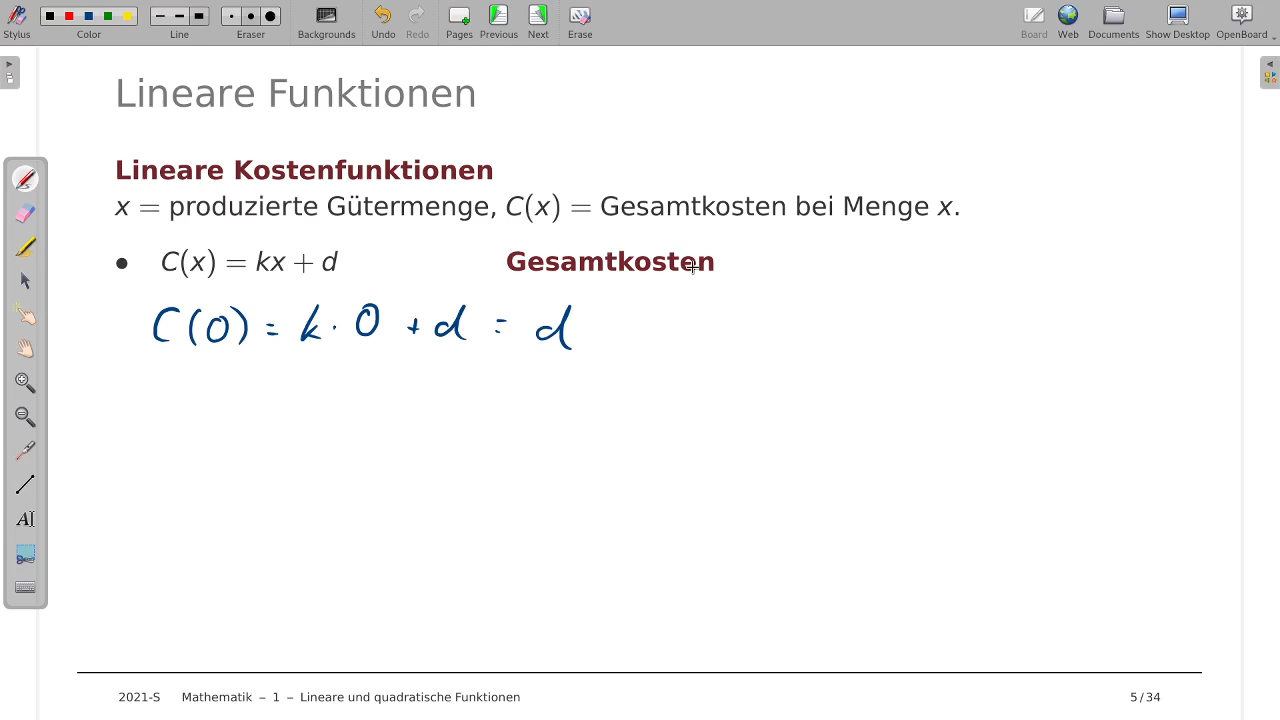 Stylus Color Line Eraser Backgrounds Undo Redo Pages Previous Next Erase Board Web Documents Show Desktop OpenBoard
Lineare Funktionen
Lineare Kostenfunktionen
x = produzierte Gütermenge, C(x) = Gesamtkosten bei Menge x.
• C(x) = kx + d Gesamtkosten
C(0) = k · 0 + d = d
AI
2021-S Mathematik – 1 – Lineare und quadratische Funktionen 5 / 34